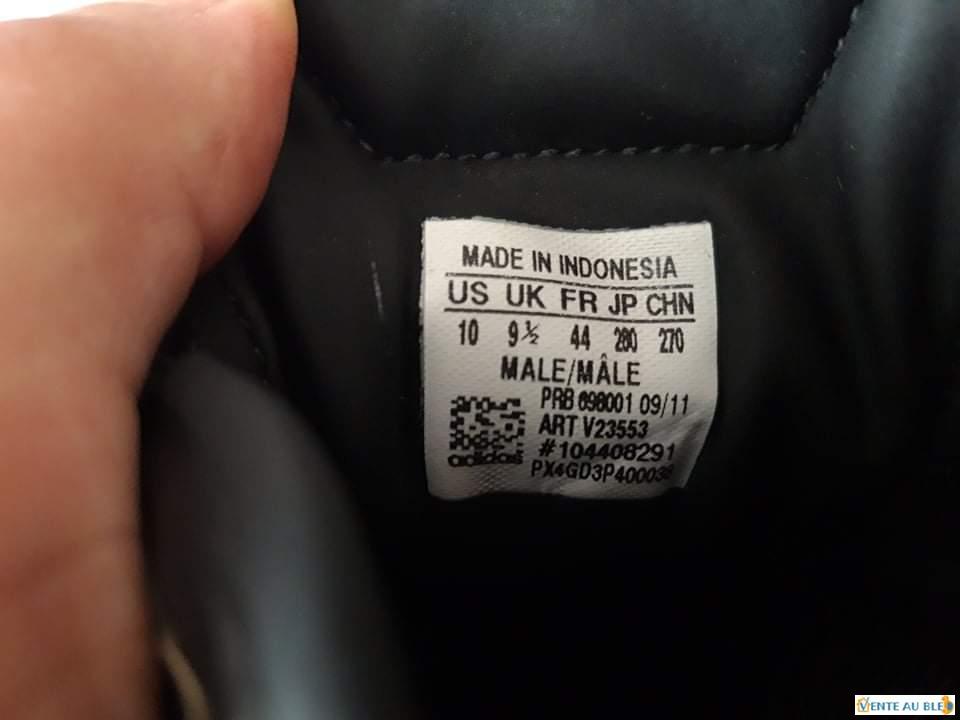 MADE IN INDONESIA
US UK FR JP CHN
10 9½ 44 280 270
MALE/MÂLE
PRB 698001 09/11
ART V23553
#104408291
adidas
VENTE AU BLED